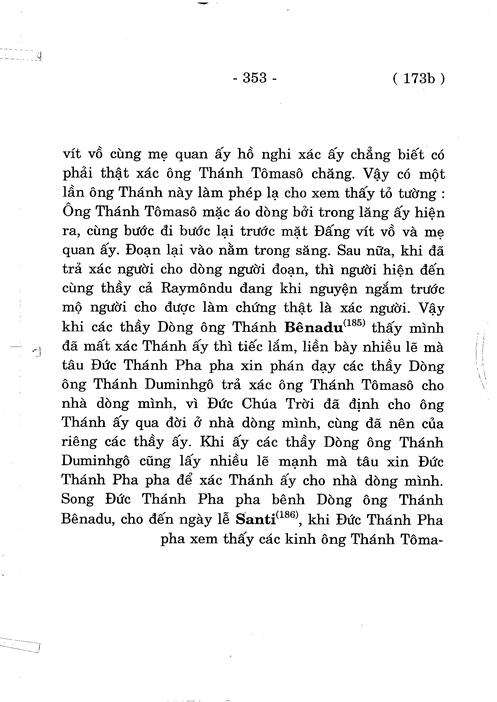 - 353 - ( 173b )
vít vồ cùng mẹ quan ấy hồ nghi xác ấy chẳng biết có
phải thật xác ông Thánh Tômasô chăng. Vậy có một
lần ông Thánh này làm phép lạ cho xem thấy tỏ tường :
Ông Thánh Tômasô mặc áo dòng bởi trong lăng ấy hiện
ra, cùng bước đi bước lại trước mặt Đấng vít vồ và mẹ
quan ấy. Đoạn lại vào nằm trong săng. Sau nữa, khi đã
trả xác người cho dòng người đoạn, thì người hiện đến
cùng thầy cả Raymôndu đang khi nguyện ngắm trước
mộ người cho được làm chứng thật là xác người. Vậy
khi các thầy Dòng ông Thánh Bênadu(185) thấy mình
đã mất xác Thánh ấy thì tiếc lắm, liền bày nhiều lẽ mà
tâu Đức Thánh Pha pha xin phán dạy các thầy Dòng
ông Thánh Duminhgô trả xác ông Thánh Tômasô cho
nhà dòng mình, vì Đức Chúa Trời đã định cho ông
Thánh ấy qua đời ở nhà dòng mình, cùng đã nên của
riêng các thầy ấy. Khi ấy các thầy Dòng ông Thánh
Duminhgô cũng lấy nhiều lẽ mạnh mà tâu xin Đức
Thánh Pha pha để xác Thánh ấy cho nhà dòng mình.
Song Đức Thánh Pha pha bênh Dòng ông Thánh
Bênadu, cho đến ngày lễ Santi(186), khi Đức Thánh Pha
pha xem thấy các kinh ông Thánh Tôma-